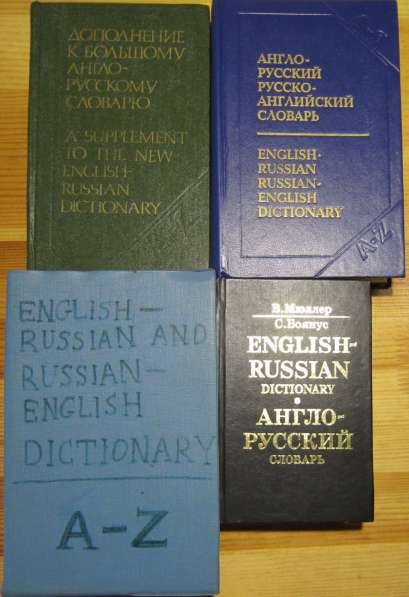 ДОПОЛНЕНИЕ
К БОЛЬШОМУ
АНГЛО-
РУССКОМУ
СЛОВАРЮ
A SUPPLEMENT
TO THE NEW
ENGLISH-
RUSSIAN
DICTIONARY
АНГЛО-
РУССКИЙ
РУССКО-
АНГЛИЙСКИЙ
СЛОВАРЬ
ENGLISH-
RUSSIAN
RUSSIAN-
ENGLISH
DICTIONARY
A-Z
ENGLISH-
RUSSIAN AND
RUSSIAN-
ENGLISH
DICTIONARY
A-Z
В. Мюллер
С. Боянус
ENGLISH-
RUSSIAN
DICTIONARY
АНГЛО-
РУССКИЙ
СЛОВАРЬ